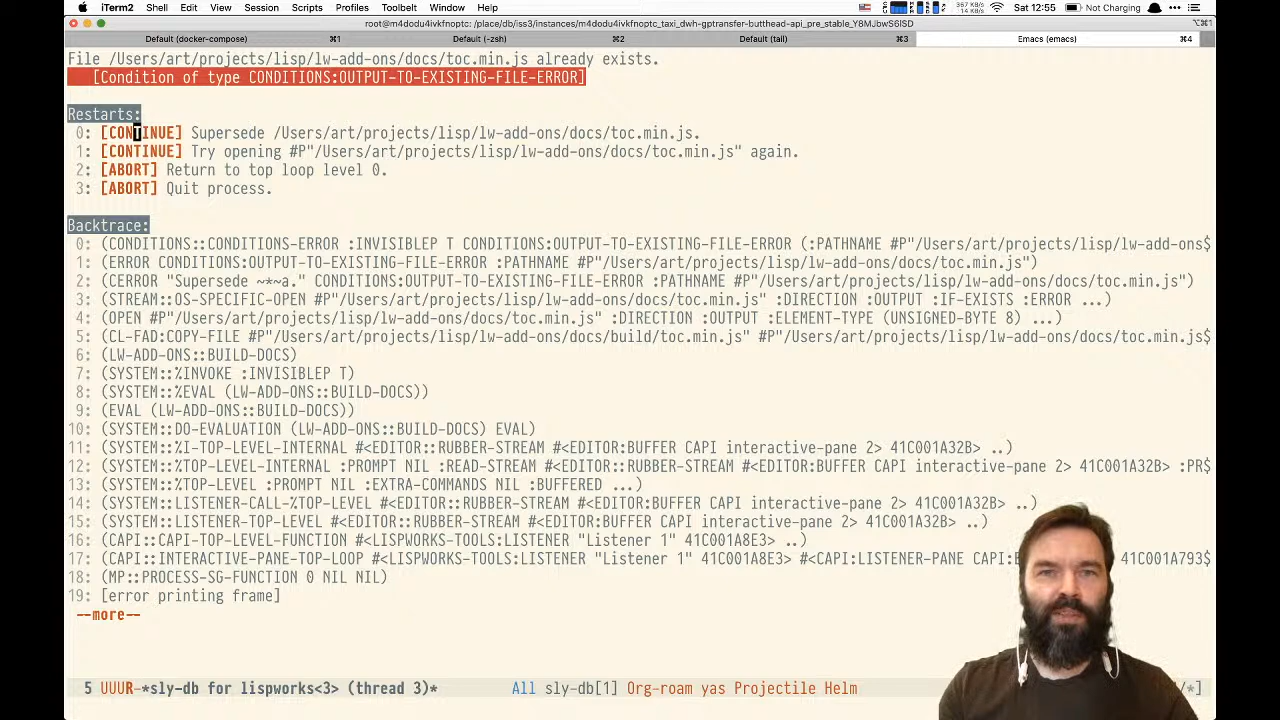 iTerm2 Shell Edit View Session Scripts Profiles Toolbelt Window Help
367 KB/s
14 KB/s
Sat 12:55 Not Charging
root@m4dodu4ivkfnoptc: /place/db/iss3/instances/m4dodu4ivkfnoptc_taxi_dwh-gptransfer-butthead-api_pre_stable_Y8MJbwS6lSD
⌥⌘1
Default (docker-compose) ⌘1 Default (-zsh) ⌘2 Default (tail) ⌘3 Emacs (emacs) ⌘4
File /Users/art/projects/lisp/lw-add-ons/docs/toc.min.js already exists.
[Condition of type CONDITIONS:OUTPUT-TO-EXISTING-FILE-ERROR]
Restarts:
0: [CONTINUE] Supersede /Users/art/projects/lisp/lw-add-ons/docs/toc.min.js.
1: [CONTINUE] Try opening #P"/Users/art/projects/lisp/lw-add-ons/docs/toc.min.js" again.
2: [ABORT] Return to top loop level 0.
3: [ABORT] Quit process.
Backtrace:
0: (CONDITIONS::CONDITIONS-ERROR :INVISIBLEP T CONDITIONS:OUTPUT-TO-EXISTING-FILE-ERROR (:PATHNAME #P"/Users/art/projects/lisp/lw-add-ons$
1: (ERROR CONDITIONS:OUTPUT-TO-EXISTING-FILE-ERROR :PATHNAME #P"/Users/art/projects/lisp/lw-add-ons/docs/toc.min.js")
2: (CERROR "Supersede ~*~a." CONDITIONS:OUTPUT-TO-EXISTING-FILE-ERROR :PATHNAME #P"/Users/art/projects/lisp/lw-add-ons/docs/toc.min.js")
3: (STREAM::OS-SPECIFIC-OPEN #P"/Users/art/projects/lisp/lw-add-ons/docs/toc.min.js" :DIRECTION :OUTPUT :IF-EXISTS :ERROR ...)
4: (OPEN #P"/Users/art/projects/lisp/lw-add-ons/docs/toc.min.js" :DIRECTION :OUTPUT :ELEMENT-TYPE (UNSIGNED-BYTE 8) ...)
5: (CL-FAD:COPY-FILE #P"/Users/art/projects/lisp/lw-add-ons/docs/build/toc.min.js" #P"/Users/art/projects/lisp/lw-add-ons/docs/toc.min.js$
6: (LW-ADD-ONS::BUILD-DOCS)
7: (SYSTEM::%INVOKE :INVISIBLEP T)
8: (SYSTEM::%EVAL (LW-ADD-ONS::BUILD-DOCS))
9: (EVAL (LW-ADD-ONS::BUILD-DOCS))
10: (SYSTEM::DO-EVALUATION (LW-ADD-ONS::BUILD-DOCS) EVAL)
11: (SYSTEM::%I-TOP-LEVEL-INTERNAL #<EDITOR::RUBBER-STREAM #<EDITOR:BUFFER CAPI interactive-pane 2> 41C001A32B> ..)
12: (SYSTEM::%TOP-LEVEL-INTERNAL :PROMPT NIL :READ-STREAM #<EDITOR::RUBBER-STREAM #<EDITOR:BUFFER CAPI interactive-pane 2> 41C001A32B> :PR$
13: (SYSTEM::%TOP-LEVEL :PROMPT NIL :EXTRA-COMMANDS NIL :BUFFERED ...)
14: (SYSTEM::LISTENER-CALL-%TOP-LEVEL #<EDITOR::RUBBER-STREAM #<EDITOR:BUFFER CAPI interactive-pane 2> 41C001A32B> ..)
15: (SYSTEM::LISTENER-TOP-LEVEL #<EDITOR::RUBBER-STREAM #<EDITOR:BUFFER CAPI interactive-pane 2> 41C001A32B> ..)
16: (CAPI::CAPI-TOP-LEVEL-FUNCTION #<LISPWORKS-TOOLS:LISTENER "Listener 1" 41C001A8E3> ..)
17: (CAPI::INTERACTIVE-PANE-TOP-LOOP #<LISPWORKS-TOOLS:LISTENER "Listener 1" 41C001A8E3> #<CAPI:LISTENER-PANE CAPI: 41C001A793$
18: (MP::PROCESS-SG-FUNCTION 0 NIL NIL)
19: [error printing frame]
--more--
5 UUUR-*sly-db for lispworks<3> (thread 3)* All sly-db[1] Org-roam yas Projectile Helm /*]